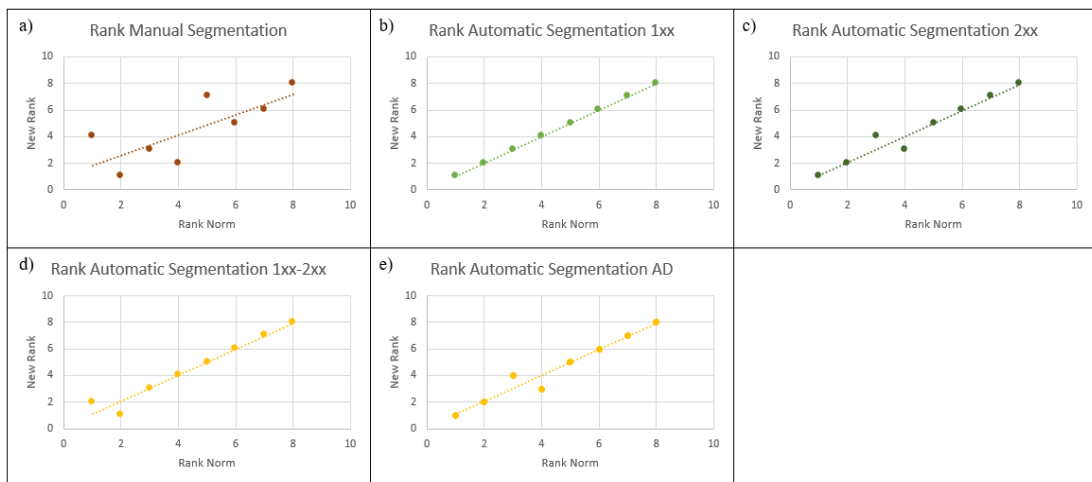 a)
Rank Manual Segmentation
10
8
6
4
2
0
0 2 4 6 8 10
New Rank
Rank Norm
b)
Rank Automatic Segmentation 1xx
10
8
6
4
2
0
0 2 4 6 8 10
New Rank
Rank Norm
c)
Rank Automatic Segmentation 2xx
10
8
6
4
2
0
0 2 4 6 8 10
New Rank
Rank Norm
d)
Rank Automatic Segmentation 1xx-2xx
10
8
6
4
2
0
0 2 4 6 8 10
New Rank
Rank Norm
e)
Rank Automatic Segmentation AD
10
8
6
4
2
0
0 2 4 6 8 10
New Rank
Rank Norm